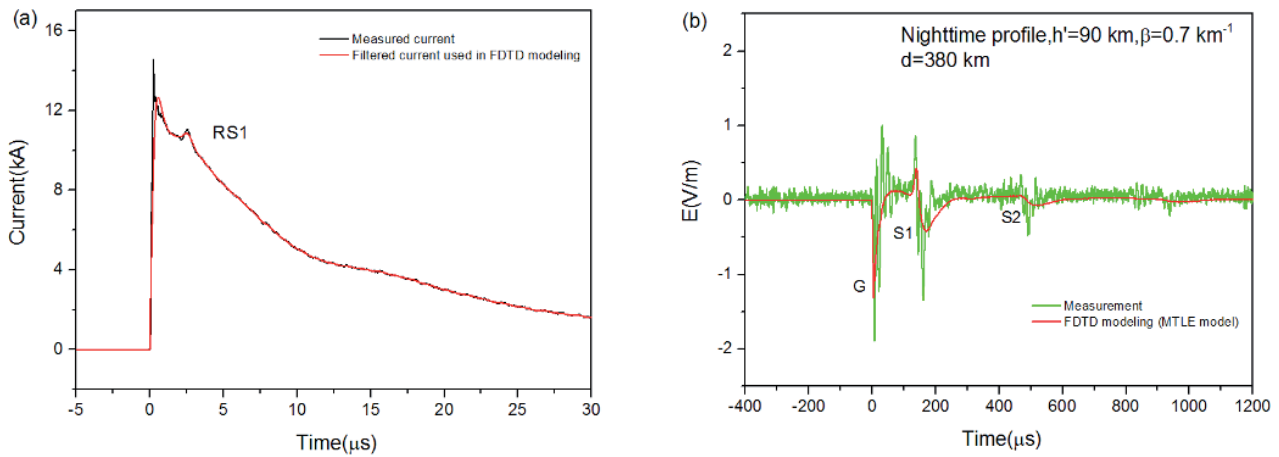 (a)
16
12
8
4
0
Current(kA)
Measured current
Filtered current used in FDTD modeling
RS1
-5
0
5
10
15
20
25
30
Time(μs)
(b)
2
1
0
-1
-2
E(V/m)
Nighttime profile,h'=90 km,β=0.7 km⁻¹
d=380 km
S1
S2
G
Measurement
FDTD modeling (MTLE model)
-400
-200
0
200
400
600
800
1000
1200
Time(μs)